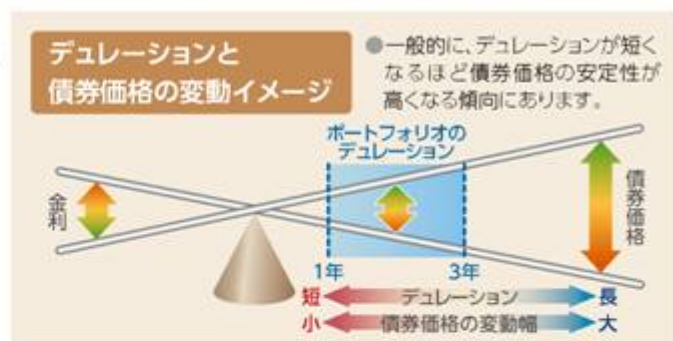 デュレーションと
債券価格の変動イメージ
●一般的に、デュレーションが短く
なるほど債券価格の安定性が
高くなる傾向にあります。
ポートフォリオの
デュレーション
金利
債券価格
1年
3年
短 デュレーション 長
小 債券価格の変動幅 大